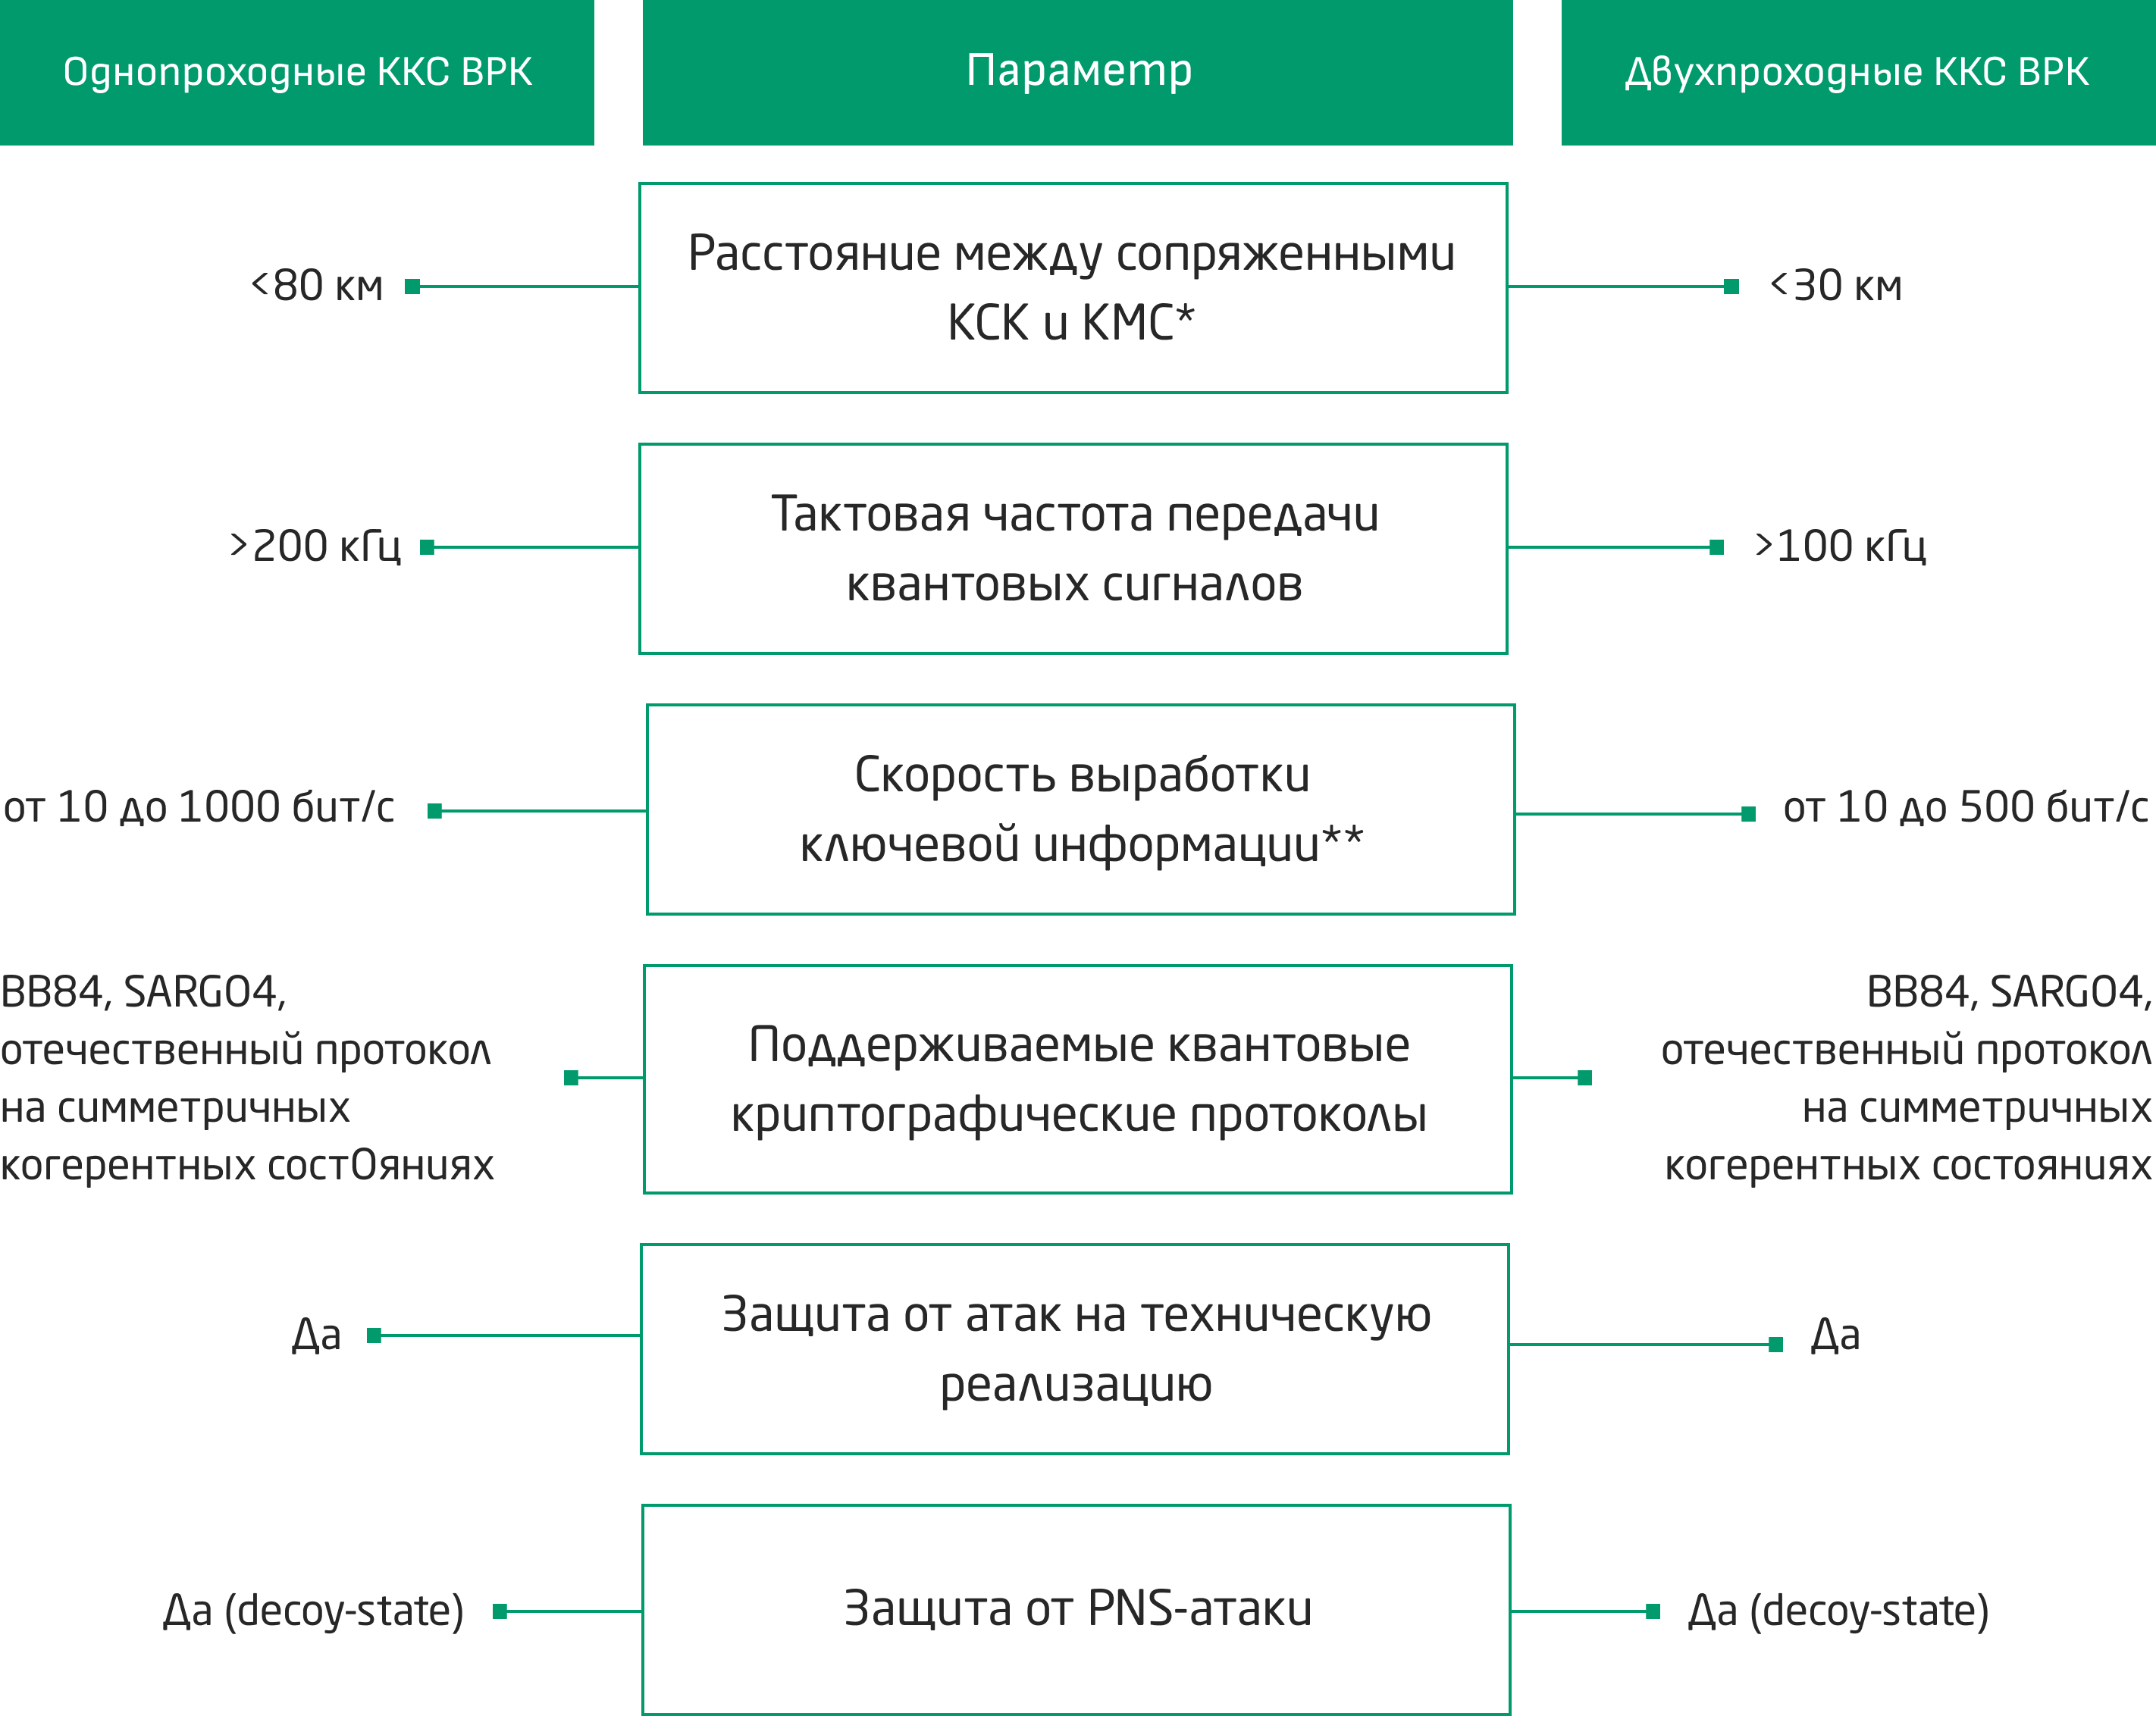 Однопроходные ККС ВРК
Параметр
Двухпроходные ККС ВРК
<80 км
Расстояние между сопряженными
КСК и КМС*
<30 км
>200 кГц
Тактовая частота передачи
квантовых сигналов
>100 кГц
от 10 до 1000 бит/с
Скорость выработки
ключевой информации**
от 10 до 500 бит/с
BB84, SARG04,
отечественный протокол
на симметричных
когерентных сост0яниях
Поддерживаемые квантовые
криптографические протоколы
BB84, SARG04,
отечественный протокол
на симметричных
когерентных состояниях
Да
Защита от атак на техническую
реализацию
Да
Да (decoy-state)
Защита от PNS-атаки
Да (decoy-state)